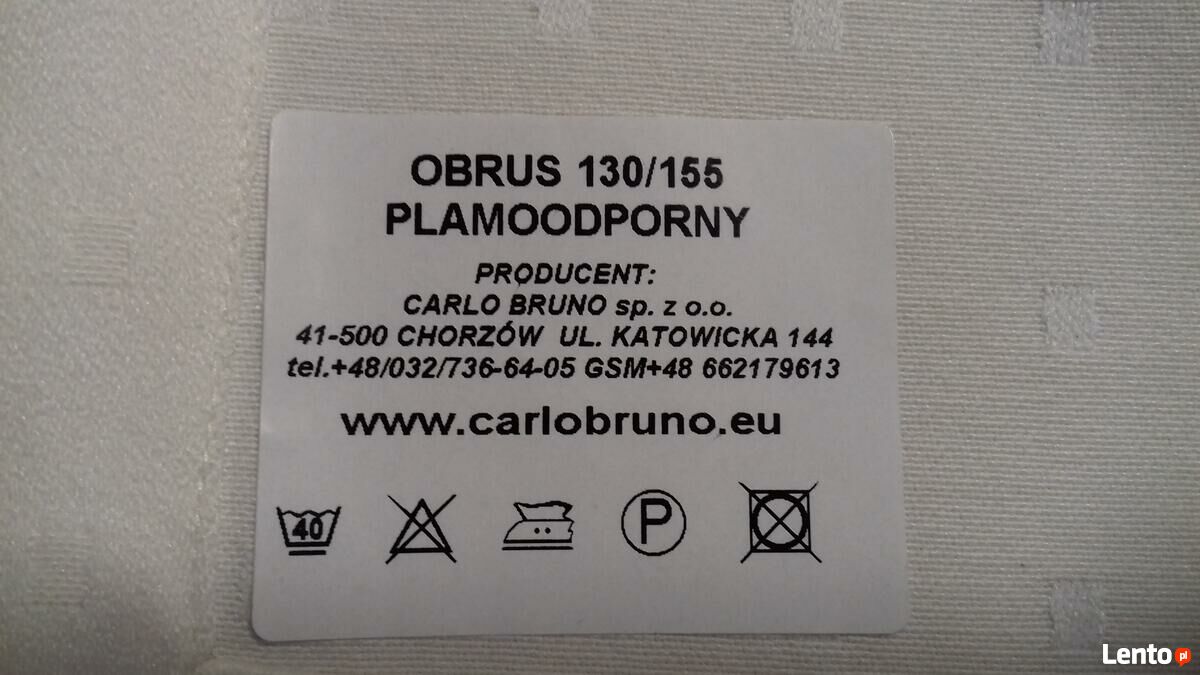 OBRUS 130/155
PLAMOODPORNY
PRODUCENT:
CARLO BRUNO sp. z o.o.
41-500 CHORZÓW UL. KATOWICKA 144
tel.+48/032/736-64-05 GSM+48 662179613
www.carlobruno.eu
40 P
Lento.pl